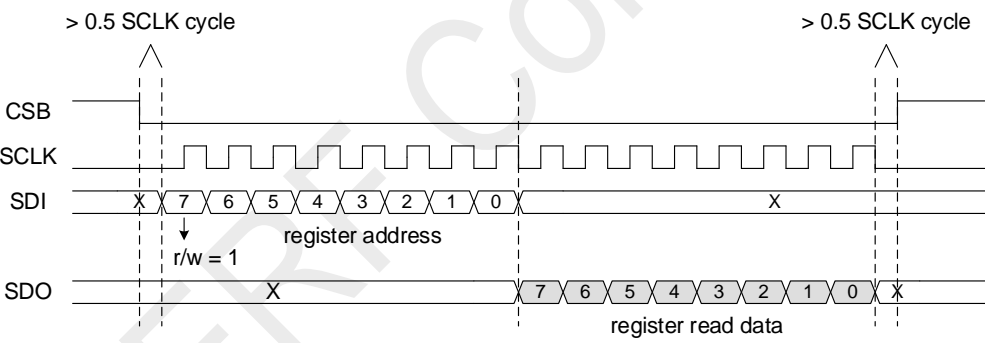 > 0.5 SCLK cycle > 0.5 SCLK cycle
CSB
SCLK
SDI X 7 6 5 4 3 2 1 0 X
register address
r/w = 1
SDO X 7 6 5 4 3 2 1 0 X
register read data